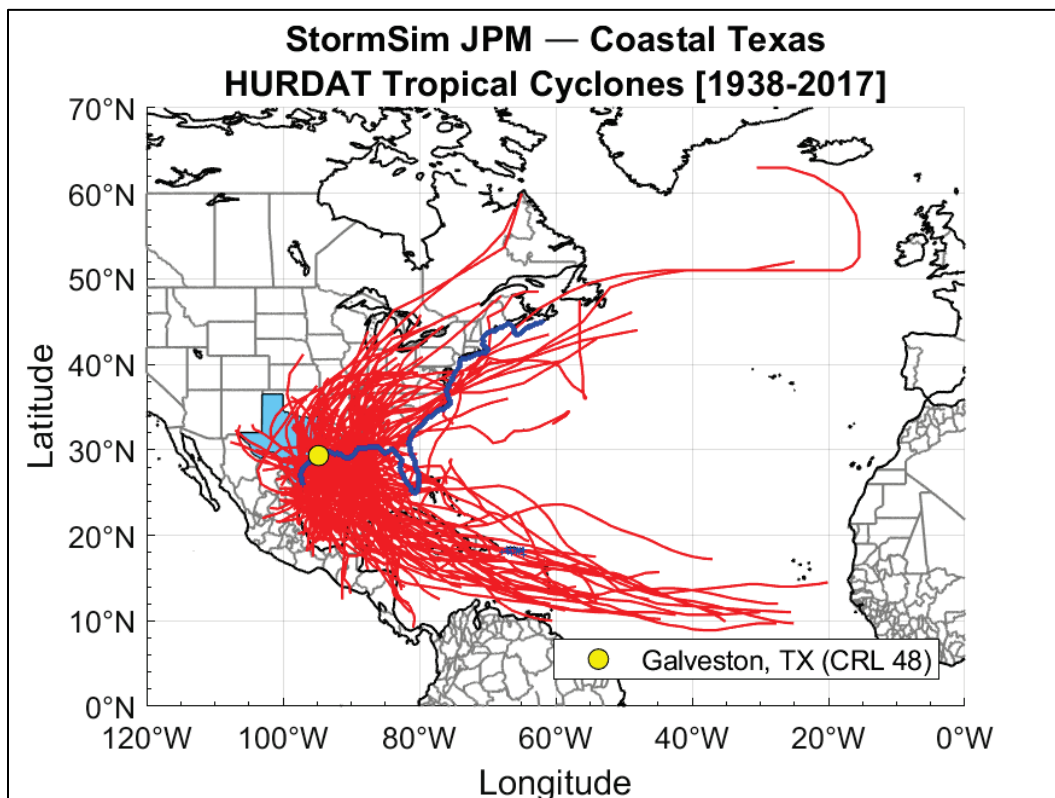 StormSim JPM — Coastal Texas
HURDAT Tropical Cyclones [1938-2017]
70°N
60°N
50°N
40°N
30°N
20°N
10°N
0°N
Latitude
Galveston, TX (CRL 48)
120°W 100°W 80°W 60°W 40°W 20°W 0°W
Longitude